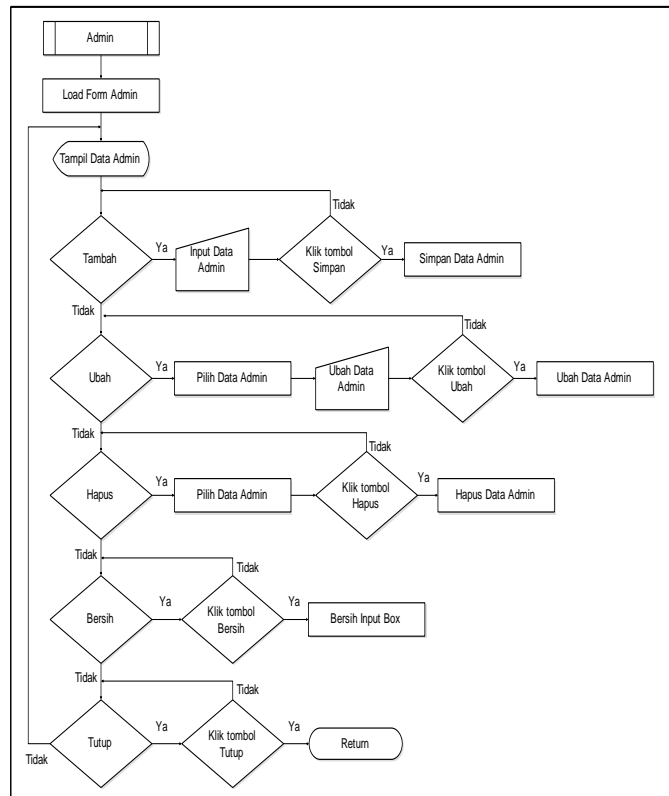 Admin
Load Form Admin
Tampil Data Admin
Tidak
Tambah
Ya
Input Data
Admin
Klik tombol
Simpan
Ya
Simpan Data Admin
Tidak
Tidak
Ubah
Ya
Pilih Data Admin
Ubah Data
Admin
Klik tombol
Ubah
Ya
Ubah Data Admin
Tidak
Tidak
Hapus
Ya
Pilih Data Admin
Klik tombol
Hapus
Ya
Hapus Data Admin
Tidak
Tidak
Bersih
Ya
Klik tombol
Bersih
Ya
Bersih Input Box
Tidak
Tidak
Tutup
Ya
Klik tombol
Tutup
Ya
Return
Tidak